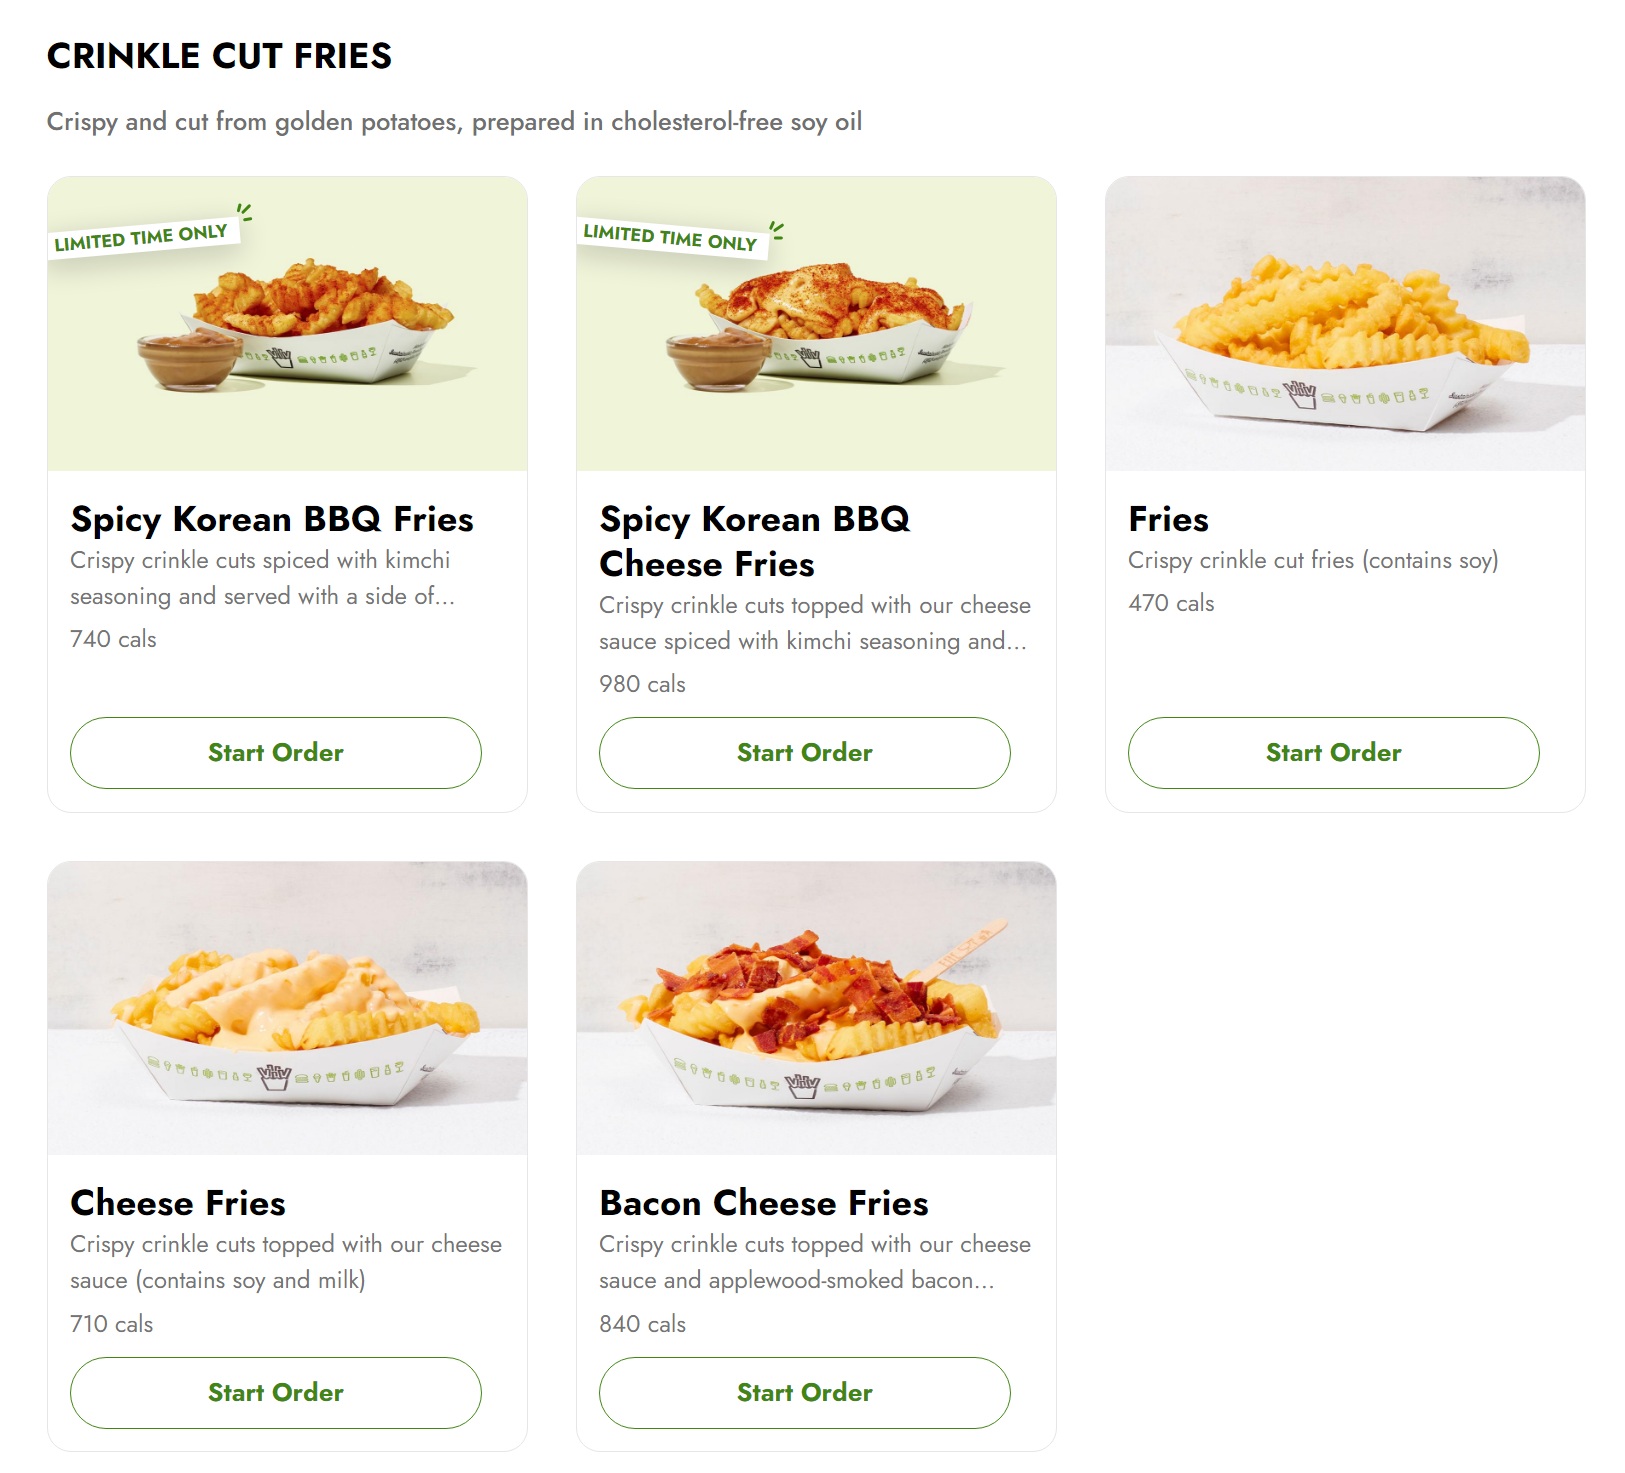 CRINKLE CUT FRIES
Crispy and cut from golden potatoes, prepared in cholesterol-free soy oil
LIMITED TIME ONLY
Spicy Korean BBQ Fries
Crispy crinkle cuts spiced with kimchi
seasoning and served with a side of...
740 cals
Start Order
LIMITED TIME ONLY
Spicy Korean BBQ
Cheese Fries
Crispy crinkle cuts topped with our cheese
sauce spiced with kimchi seasoning and...
980 cals
Start Order
Fries
Crispy crinkle cut fries (contains soy)
470 cals
Start Order
Cheese Fries
Crispy crinkle cuts topped with our cheese
sauce (contains soy and milk)
710 cals
Start Order
Bacon Cheese Fries
Crispy crinkle cuts topped with our cheese
sauce and applewood-smoked bacon...
840 cals
Start Order